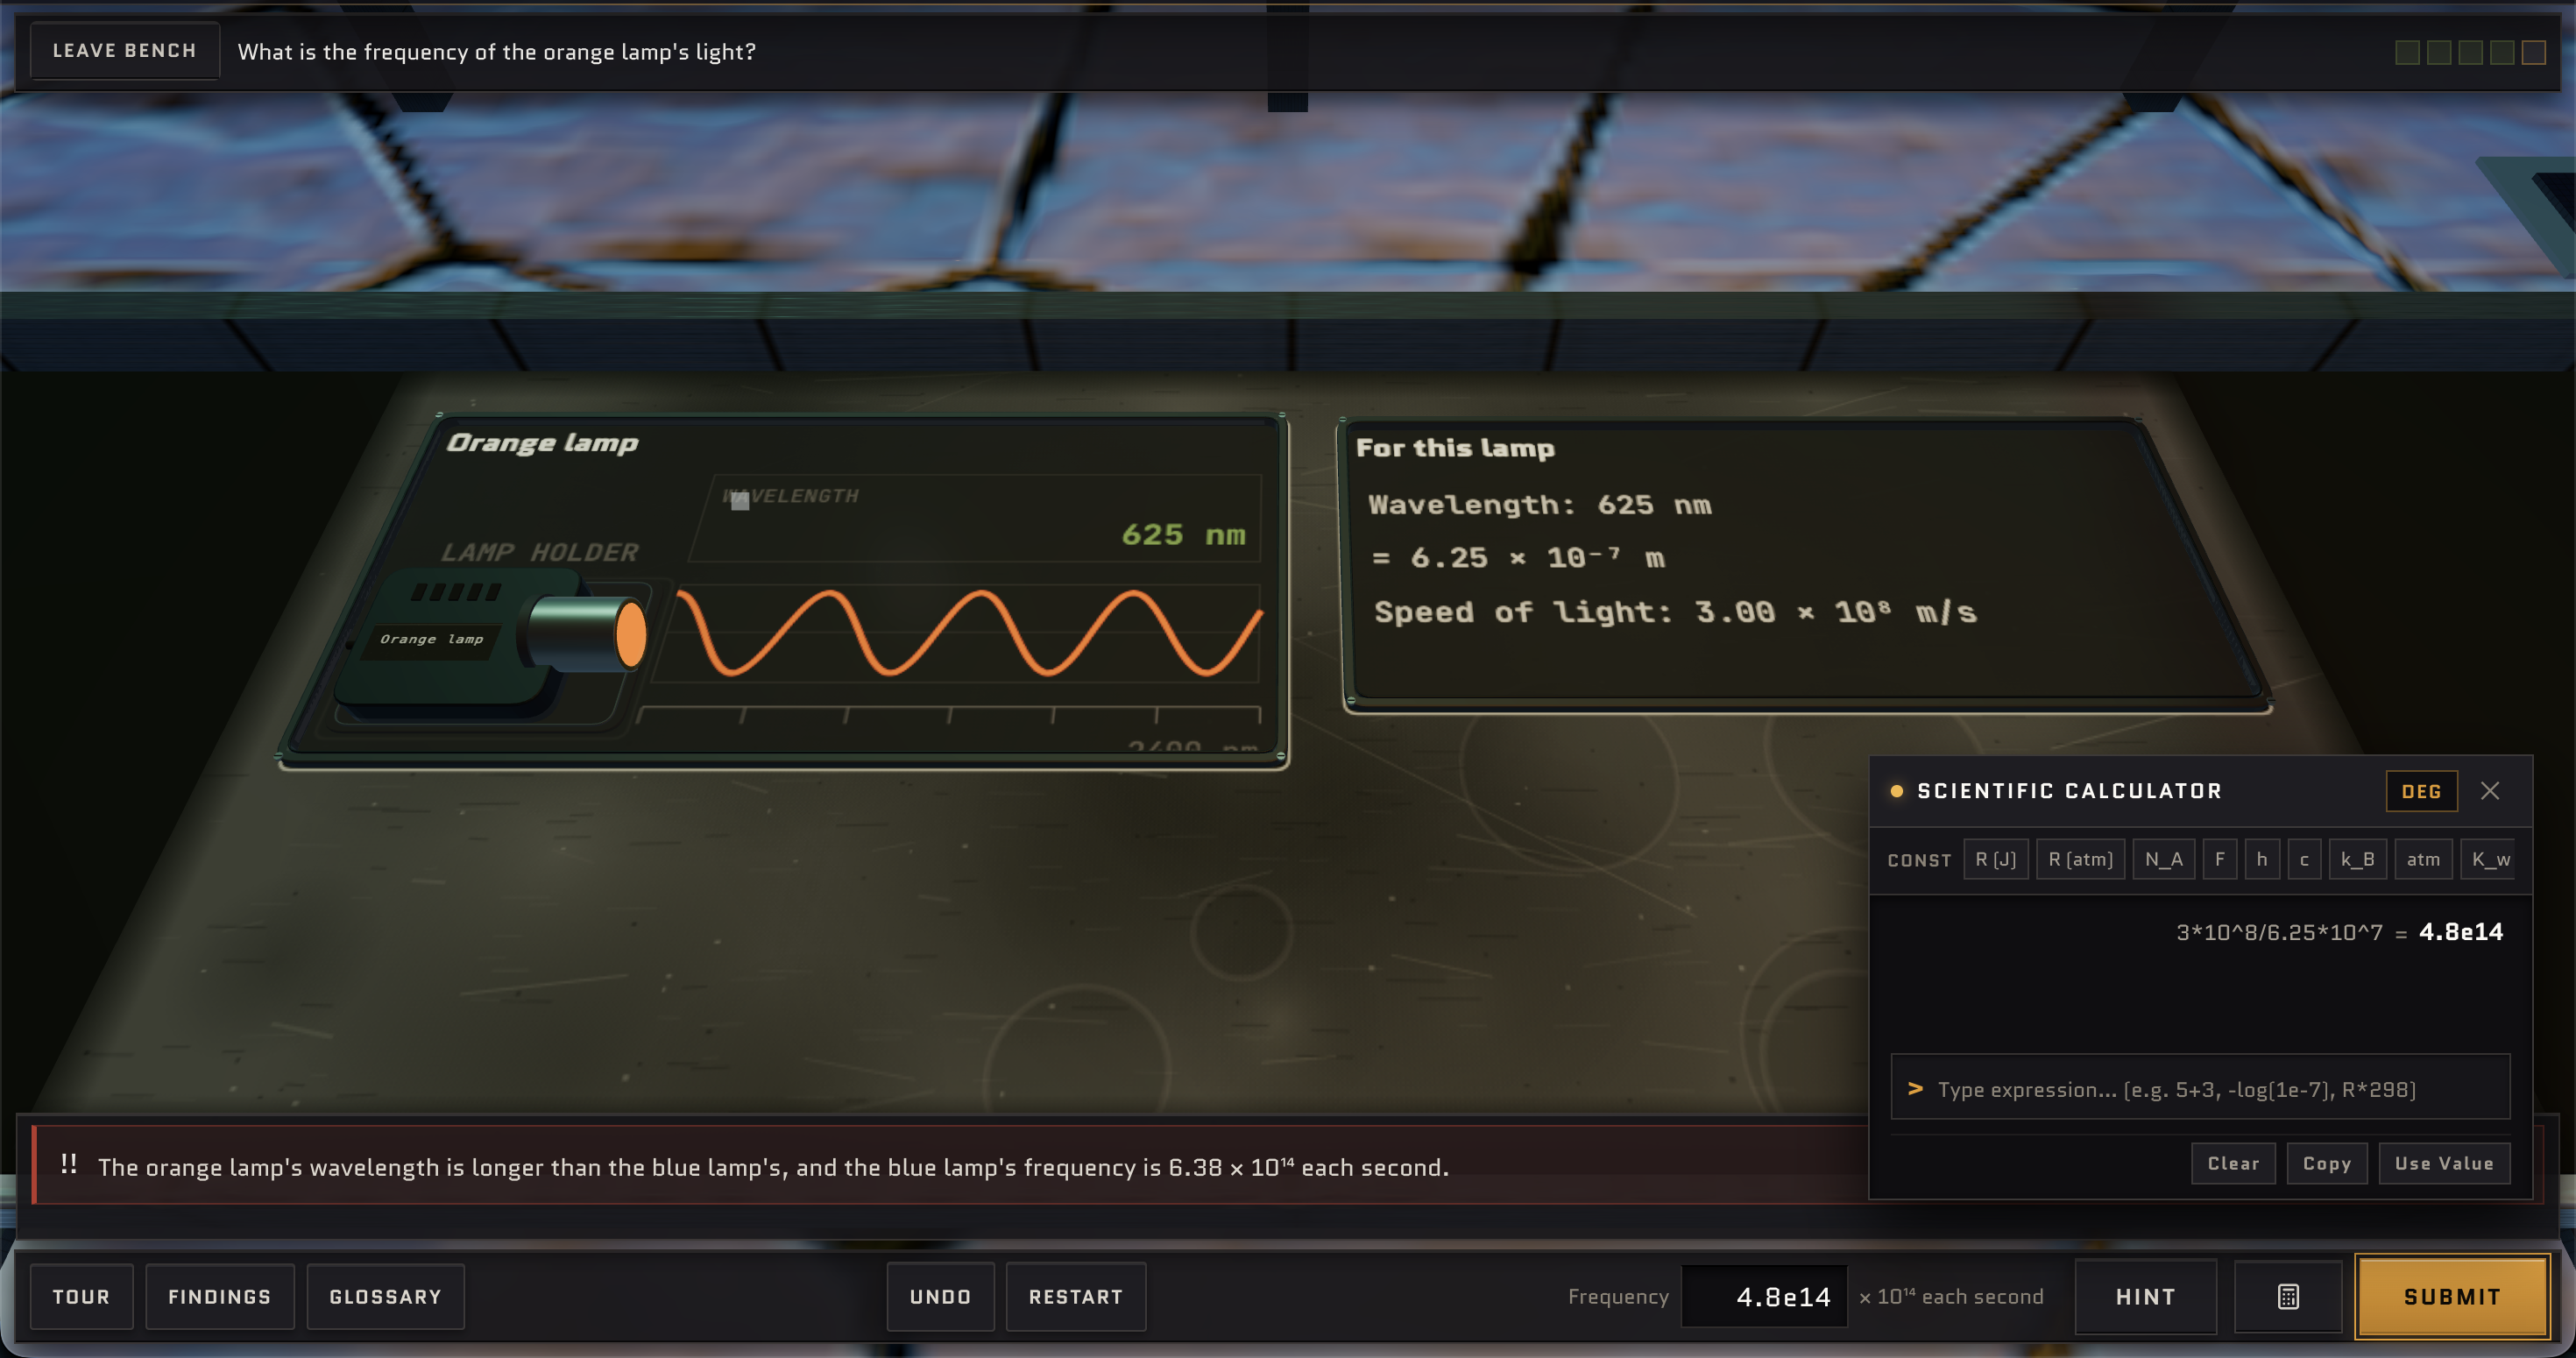 LEAVE BENCH
What is the frequency of the orange lamp's light?
Orange lamp
WAVELENGTH
625 nm
LAMP HOLDER
Orange lamp
2400 nm
For this lamp
Wavelength: 625 nm
= 6.25 × 10⁻⁷ m
Speed of light: 3.00 × 10⁸ m/s
SCIENTIFIC CALCULATOR
DEG
CONST R (J) R (atm) N_A F h c k_B atm K_w
3*10^8/6.25*10^7 = 4.8e14
> Type expression... (e.g. 5+3, -log(1e-7), R*298)
Clear Copy Use Value
!! The orange lamp's wavelength is longer than the blue lamp's, and the blue lamp's frequency is 6.38 × 10¹⁴ each second.
TOUR FINDINGS GLOSSARY UNDO RESTART Frequency 4.8e14 × 10¹⁴ each second HINT SUBMIT